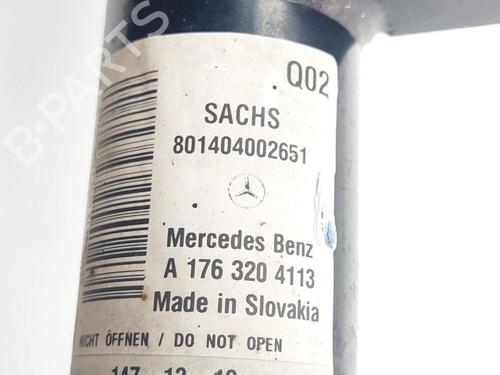 Q02
SACHS
801404002651
Mercedes Benz
A 176 320 4113
Made in Slovakia
NICHT ÖFFNEN / DO NOT OPEN
B-PARTS